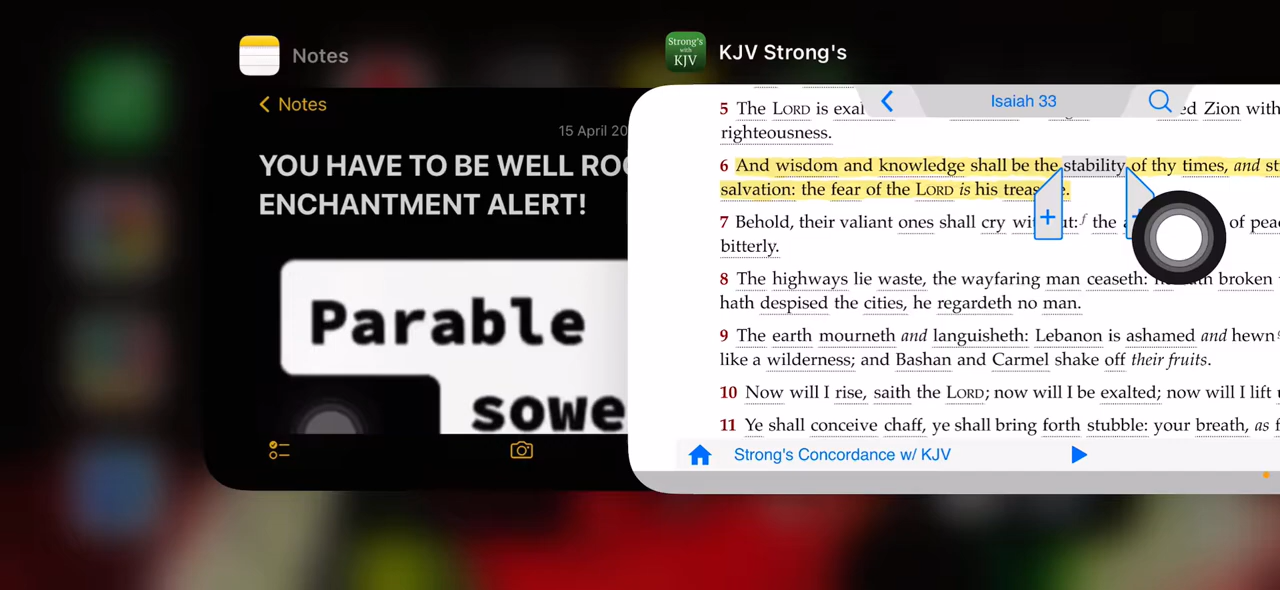 Notes
Notes
15 April 20
YOU HAVE TO BE WELL ROO
ENCHANTMENT ALERT!
Parable
sowe
Strong's
with
KJV
KJV Strong's
Isaiah 33
5 The LORD is exal ed Zion with
righteousness.
6 And wisdom and knowledge shall be the stability of thy times, and st
salvation: the fear of the LORD is his treas e.
7 Behold, their valiant ones shall cry wit ut: f the a of peac
bitterly.
8 The highways lie waste, the wayfaring man ceaseth: he hath broken
hath despised the cities, he regardeth no man.
9 The earth mourneth and languisheth: Lebanon is ashamed and hewn
like a wilderness; and Bashan and Carmel shake off their fruits.
10 Now will I rise, saith the LORD; now will I be exalted; now will I lift u
11 Ye shall conceive chaff, ye shall bring forth stubble: your breath, as f
Strong's Concordance w/ KJV